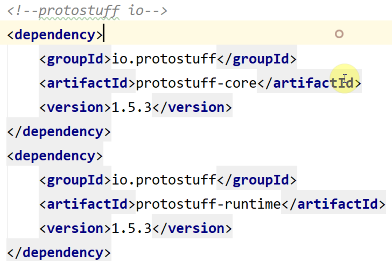 <!--protostuff io-->
<dependency>
<groupId>io.protostuff</groupId>
<artifactId>protostuff-core</artifactId>
<version>1.5.3</version>
</dependency>
<dependency>
<groupId>io.protostuff</groupId>
<artifactId>protostuff-runtime</artifactId>
<version>1.5.3</version>
</dependency>